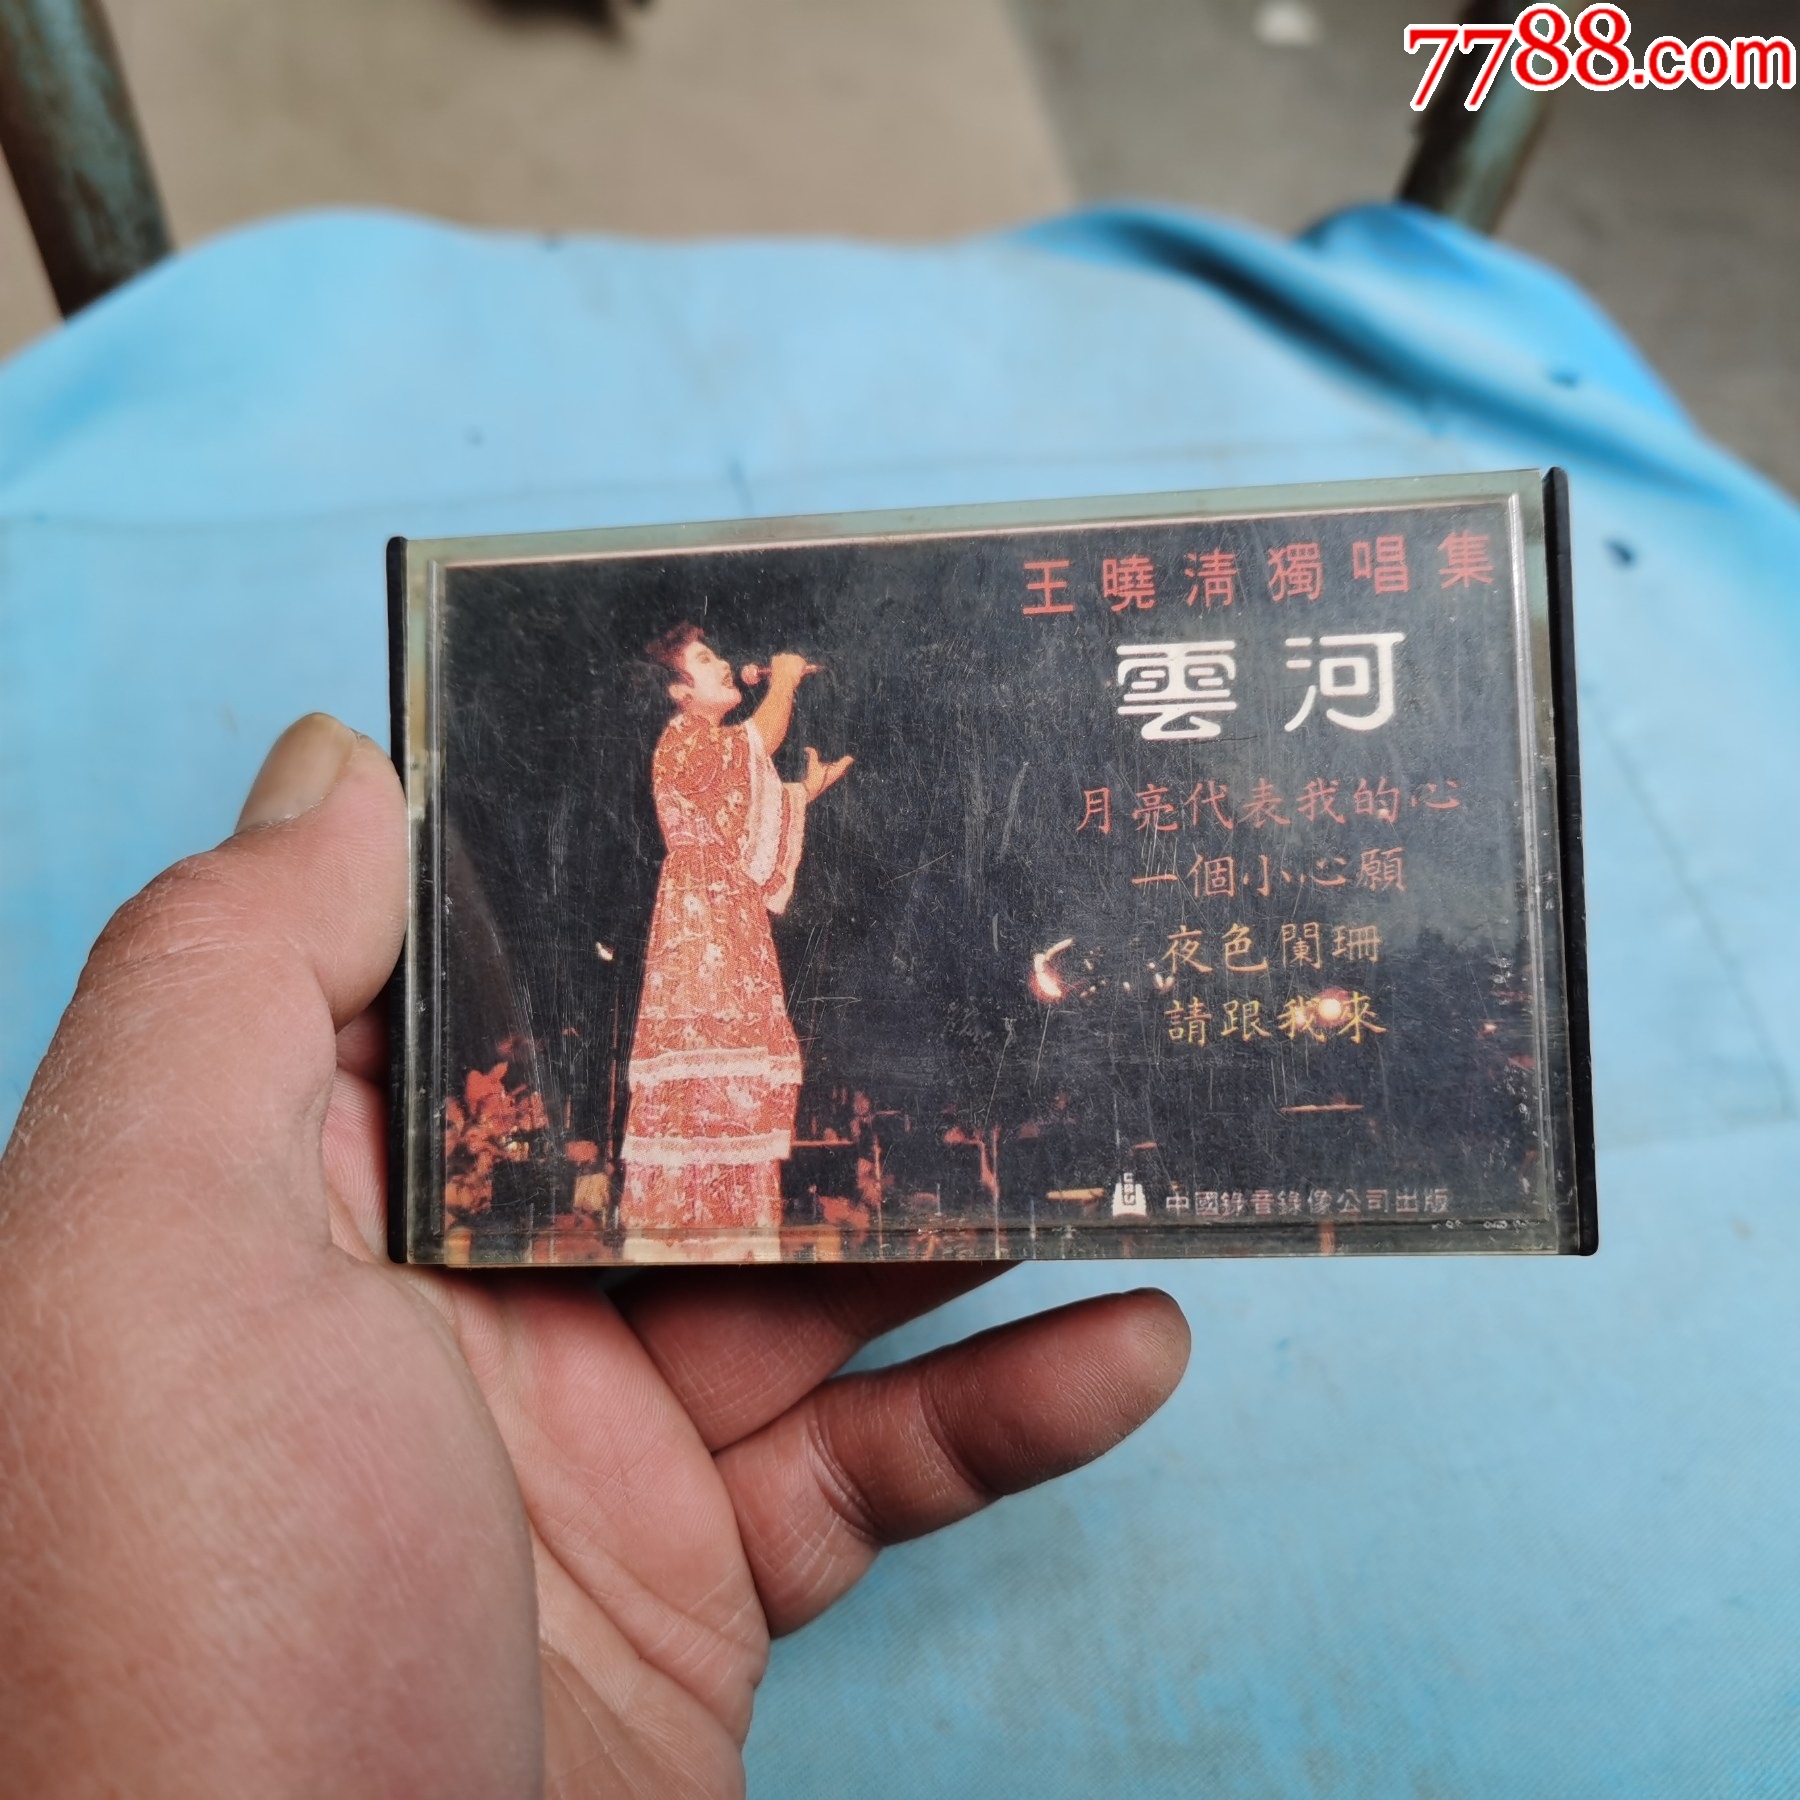 7788.com
王曉清獨唱集
雲河
月亮代表我的心
一個小心願
夜色闌珊
請跟我來
中國錄音錄像公司出版